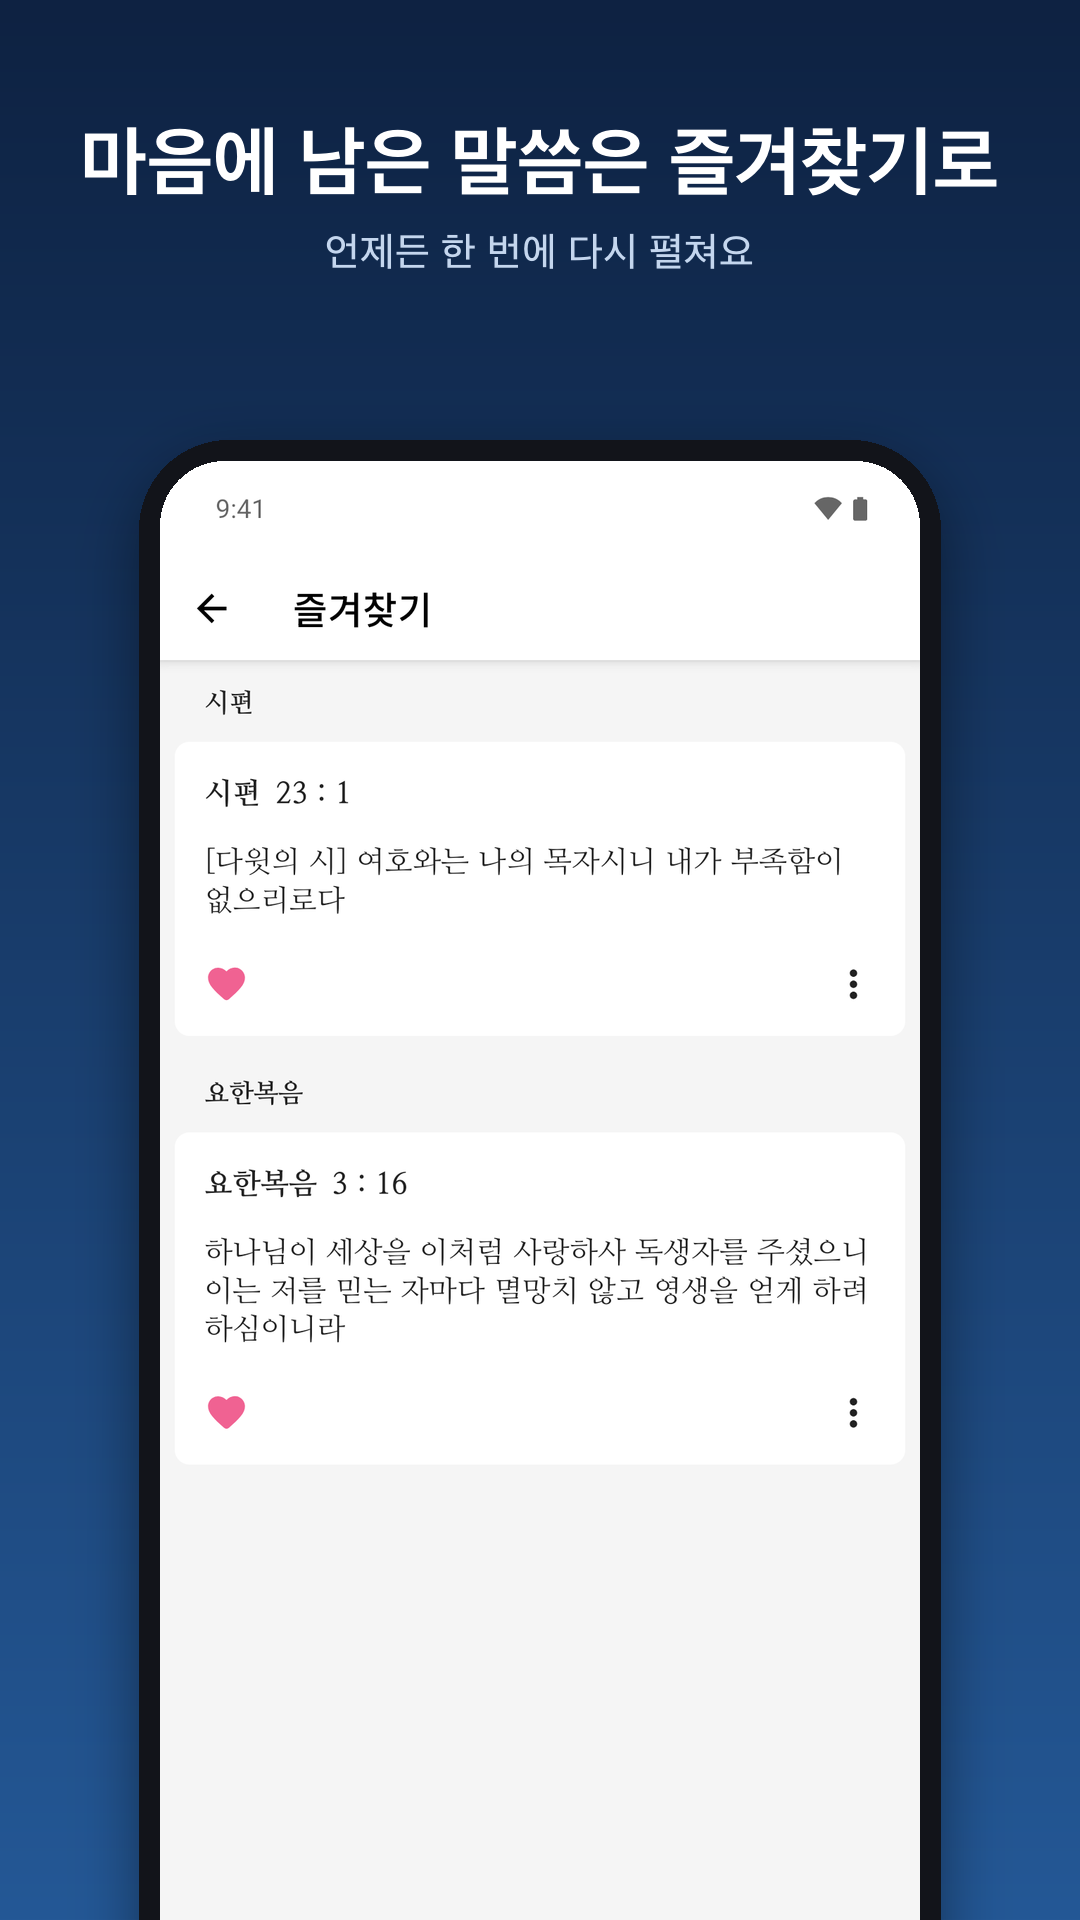 마음에 남은 말씀은 즐겨찾기로
언제든 한 번에 다시 펼쳐요
9:41
즐겨찾기
시편
시편 23 : 1
[다윗의 시] 여호와는 나의 목자시니 내가 부족함이
없으리로다
요한복음
요한복음 3 : 16
하나님이 세상을 이처럼 사랑하사 독생자를 주셨으니
이는 저를 믿는 자마다 멸망치 않고 영생을 얻게 하려
하심이니라